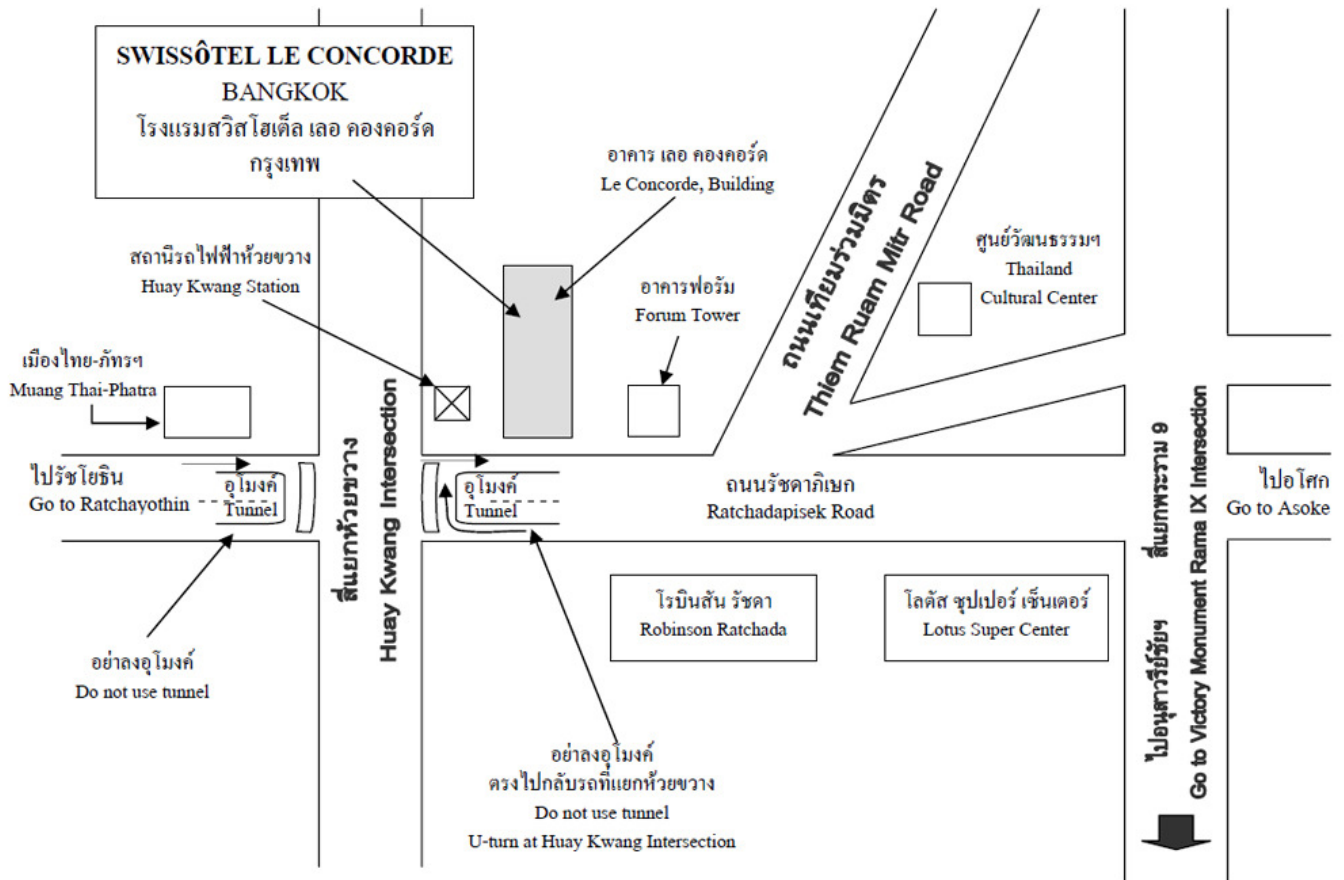 SWISSÔTEL LE CONCORDE
BANGKOK
โรงแรมสวิสโฮเต็ล เลอ คองคอร์ด
กรุงเทพ
อาคาร เลอ คองคอร์ด
Le Concorde, Building
สถานีรถไฟฟ้าห้วยขวาง
Huay Kwang Station
อาคารฟอรัม
Forum Tower
ถนนเทียมร่วมมิตร
Thiem Ruam Mitr Road
ศูนย์วัฒนธรรมฯ
Thailand
Cultural Center
เมืองไทย-ภัทรฯ
Muang Thai-Phatra
ไปรัชโยธิน
Go to Ratchayothin
อุโมงค์
Tunnel
สี่แยกห้วยขวาง
Huay Kwang Intersection
อุโมงค์
Tunnel
ถนนรัชดาภิเษก
Ratchadapisek Road
สี่แยกพระราม 9
ไปอนุสาวรีย์ชัยฯ
Go to Victory Monument Rama IX Intersection
ไปอโศก
Go to Asoke
โรบินสัน รัชดา
Robinson Ratchada
โลตัส ซุปเปอร์ เซ็นเตอร์
Lotus Super Center
อย่าลงอุโมงค์
Do not use tunnel
อย่าลงอุโมงค์
ตรงไปกลับรถที่แยกห้วยขวาง
Do not use tunnel
U-turn at Huay Kwang Intersection